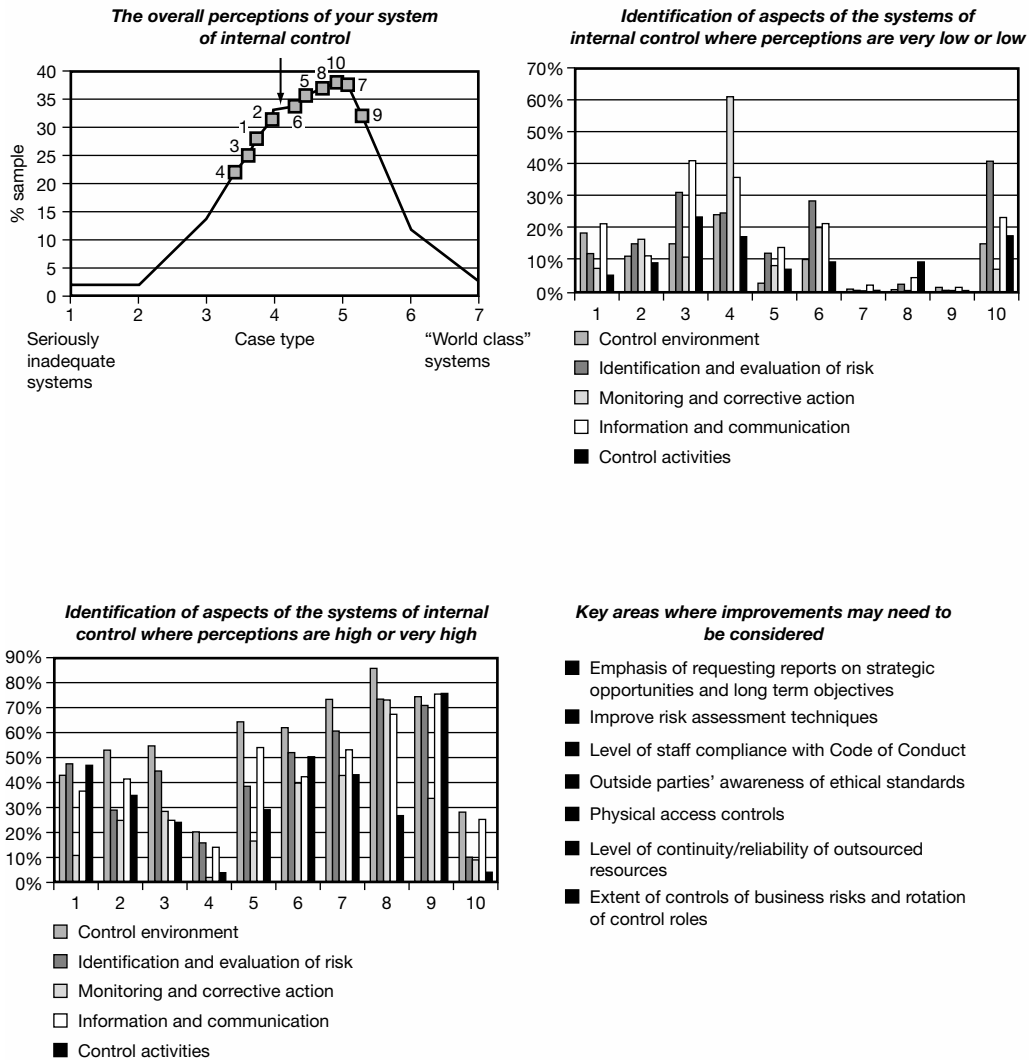 The overall perceptions of your system
of internal control
40
35
30
25
20
15
10
5
0
% sample
4
3
1
2
6
5
8
10
7
9
1 2 3 4 5 6 7
Seriously
inadequate
systems
Case type
“World class”
systems
Identification of aspects of the systems of
internal control where perceptions are very low or low
70%
60%
50%
40%
30%
20%
10%
0%
1 2 3 4 5 6 7 8 9 10
Control environment
Identification and evaluation of risk
Monitoring and corrective action
Information and communication
Control activities
Identification of aspects of the systems of internal
control where perceptions are high or very high
90%
80%
70%
60%
50%
40%
30%
20%
10%
0%
1 2 3 4 5 6 7 8 9 10
Control environment
Identification and evaluation of risk
Monitoring and corrective action
Information and communication
Control activities
Key areas where improvements may need to
be considered
Emphasis of requesting reports on strategic
opportunities and long term objectives
Improve risk assessment techniques
Level of staff compliance with Code of Conduct
Outside parties’ awareness of ethical standards
Physical access controls
Level of continuity/reliability of outsourced
resources
Extent of controls of business risks and rotation
of control roles